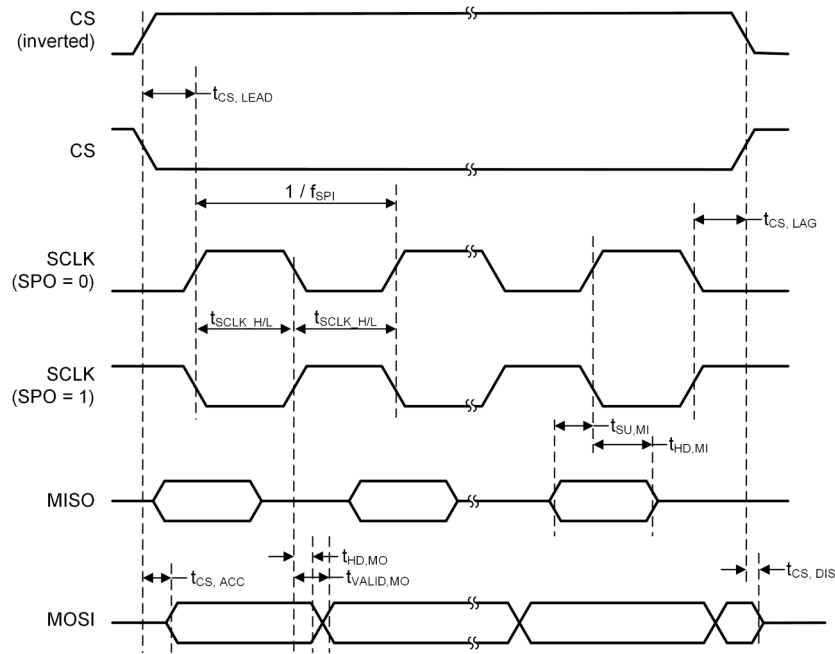 CS
(inverted)
tCS, LEAD
CS
1 / fSPI
tCS, LAG
SCLK
(SPO = 0)
tSCLK_H/L
tSCLK_H/L
SCLK
(SPO = 1)
tSU,MI
tHD,MI
MISO
tHD,MO
tCS, ACC
tVALID,MO
tCS, DIS
MOSI